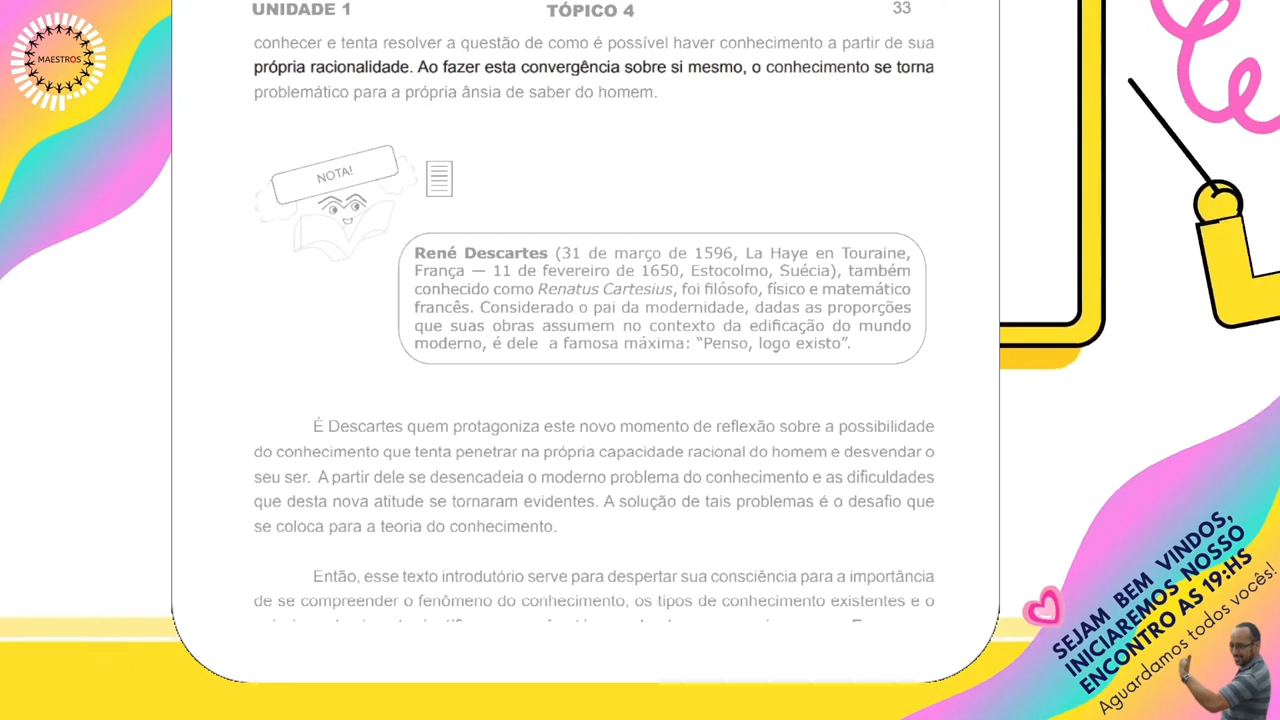 MAESTROS
UNIDADE 1 TÓPICO 4 33
conhecer e tenta resolver a questão de como é possível haver conhecimento a partir de sua
própria racionalidade. Ao fazer esta convergência sobre si mesmo, o conhecimento se torna
problemático para a própria ânsia de saber do homem.
NOTA!
René Descartes (31 de março de 1596, La Haye en Touraine,
França — 11 de fevereiro de 1650, Estocolmo, Suécia), também
conhecido como Renatus Cartesius, foi filósofo, físico e matemático
francês. Considerado o pai da modernidade, dadas as proporções
que suas obras assumem no contexto da edificação do mundo
moderno, é dele a famosa máxima: “Penso, logo existo”.
É Descartes quem protagoniza este novo momento de reflexão sobre a possibilidade
do conhecimento que tenta penetrar na própria capacidade racional do homem e desvendar o
seu ser. A partir dele se desencadeia o moderno problema do conhecimento e as dificuldades
que desta nova atitude se tornaram evidentes. A solução de tais problemas é o desafio que
se coloca para a teoria do conhecimento.
Então, esse texto introdutório serve para despertar sua consciência para a importância
de se compreender o fenômeno do conhecimento, os tipos de conhecimento existentes e o
SEJAM BEM VINDOS,
INICIAREMOS NOSSO
ENCONTRO AS 19:HS
Aguardamos todos vocês!